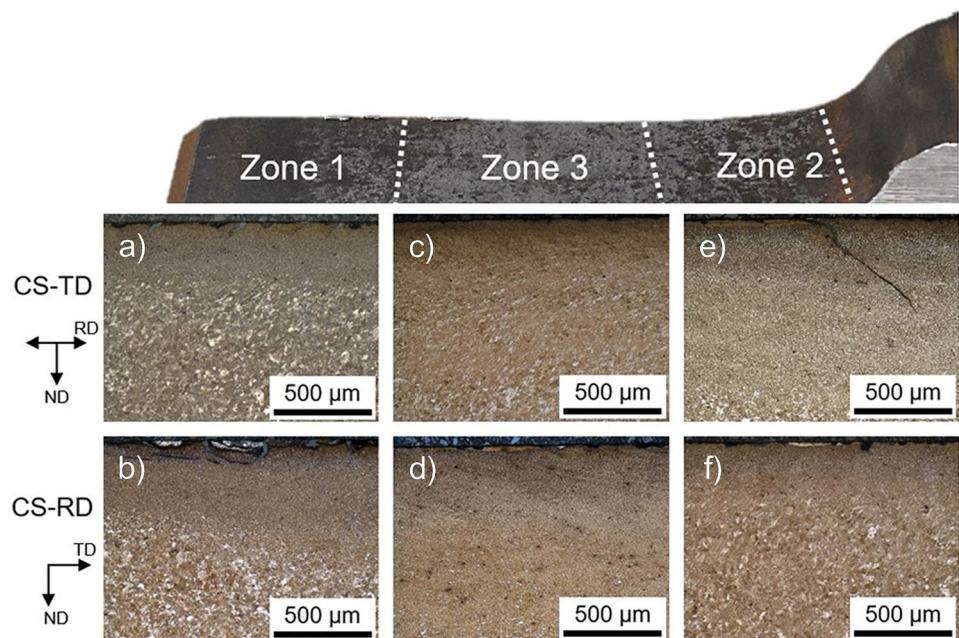 Zone 1
Zone 3
Zone 2
CS-TD
RD
ND
a)
500 µm
c)
500 µm
e)
500 µm
CS-RD
TD
ND
b)
500 µm
d)
500 µm
f)
500 µm